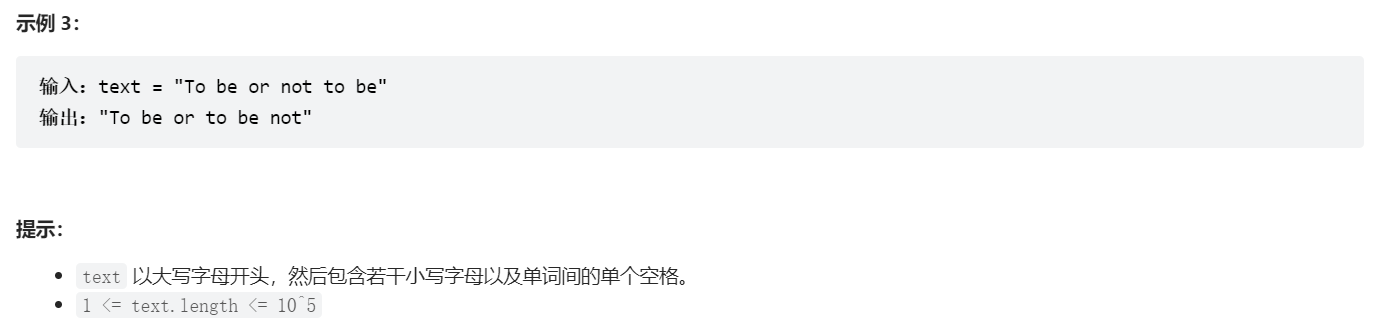 示例 3：
输入：text = "To be or not to be"
输出："To be or to be not"
提示：
text 以大写字母开头，然后包含若干小写字母以及单词间的单个空格。
1 <= text.length <= 10^5